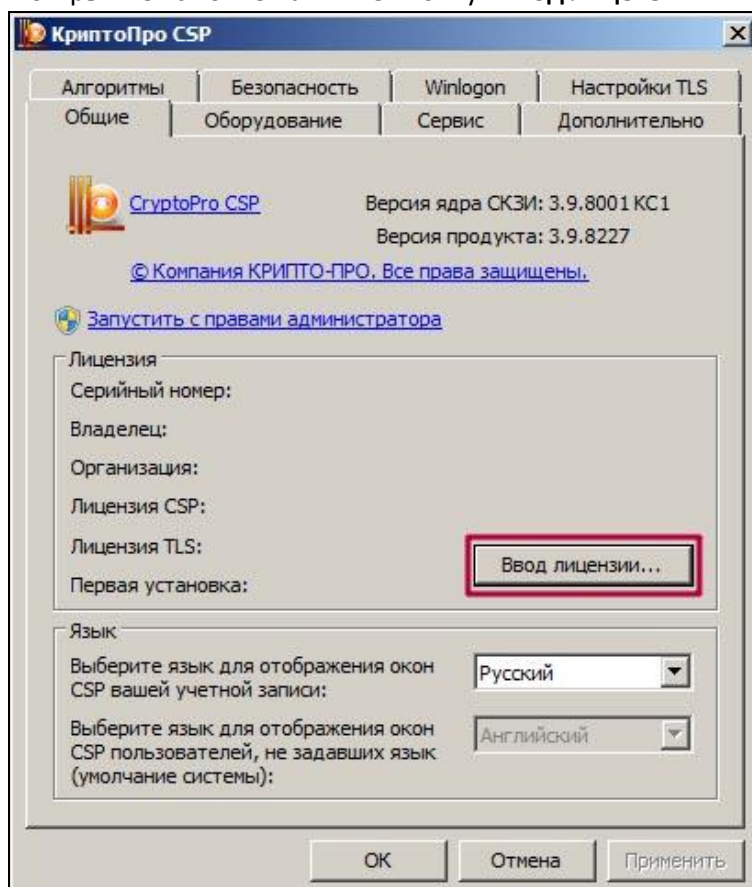 КриптоПро CSP
Алгоритмы Безопасность Winlogon Настройки TLS
Общие Оборудование Сервис Дополнительно
CryptoPro CSP Версия ядра СКЗИ: 3.9.8001 КС1
Версия продукта: 3.9.8227
© Компания КРИПТО-ПРО. Все права защищены.
Запустить с правами администратора
Лицензия
Серийный номер:
Владелец:
Организация:
Лицензия CSP:
Лицензия TLS:
Ввод лицензии...
Первая установка:
Язык
Выберите язык для отображения окон
CSP вашей учетной записи:
Русский
Выберите язык для отображения окон
CSP пользователей, не задавших язык
(умолчание системы):
Английский
ОК Отмена Применить